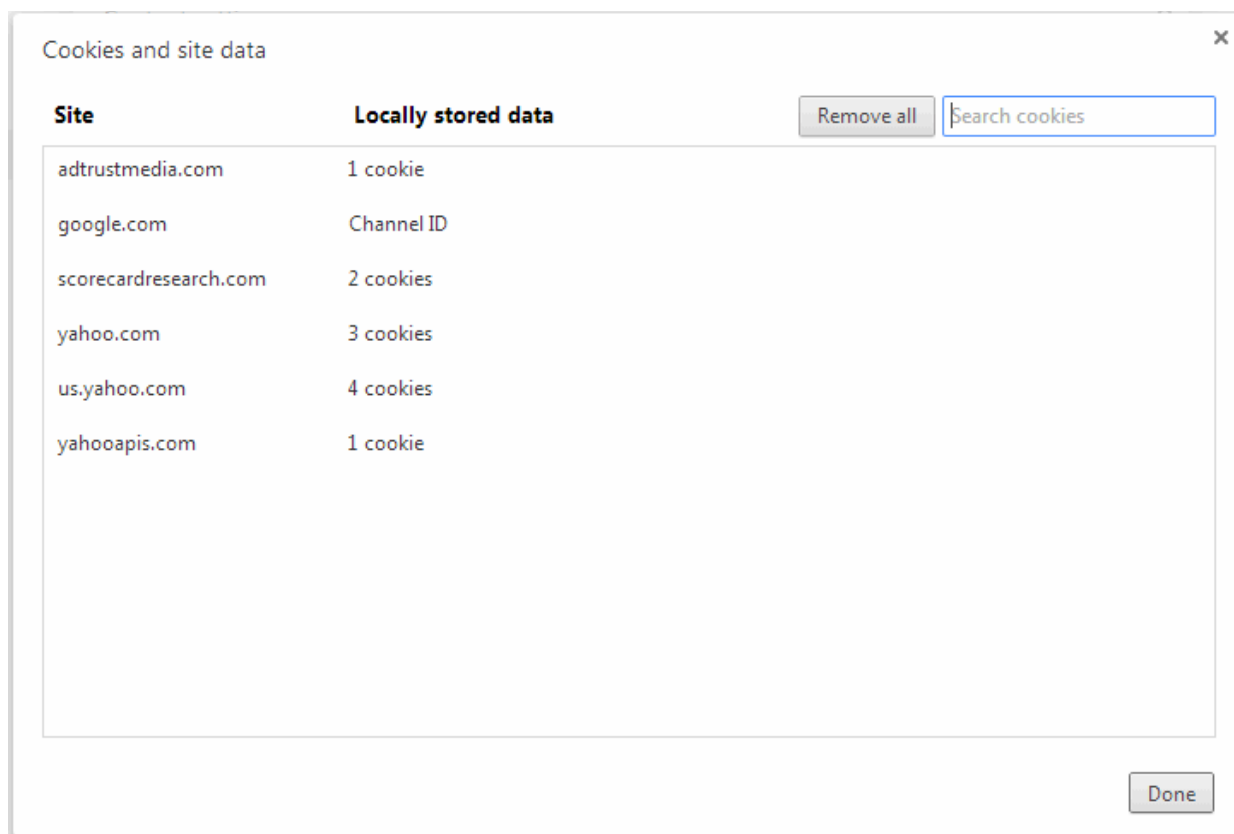 Cookies and site data ×
Site Locally stored data Remove all Search cookies
adtrustmedia.com 1 cookie
google.com Channel ID
scorecardresearch.com 2 cookies
yahoo.com 3 cookies
us.yahoo.com 4 cookies
yahooapis.com 1 cookie
Done